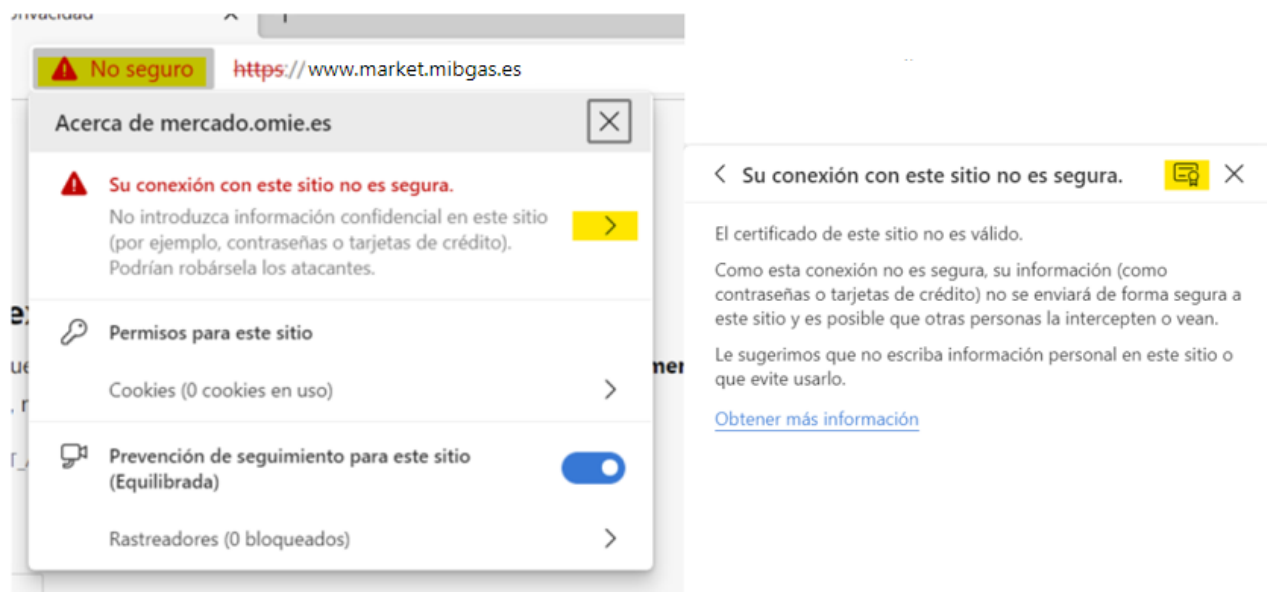 No seguro https://www.market.mibgas.es
Acerca de mercado.omie.es
Su conexión con este sitio no es segura.
No introduzca información confidencial en este sitio
(por ejemplo, contraseñas o tarjetas de crédito).
Podrían robársela los atacantes.
Permisos para este sitio
Cookies (0 cookies en uso)
Prevención de seguimiento para este sitio
(Equilibrada)
Rastreadores (0 bloqueados)
Su conexión con este sitio no es segura.
El certificado de este sitio no es válido.
Como esta conexión no es segura, su información (como
contraseñas o tarjetas de crédito) no se enviará de forma segura a
este sitio y es posible que otras personas la intercepten o vean.
Le sugerimos que no escriba información personal en este sitio o
que evite usarlo.
Obtener más información